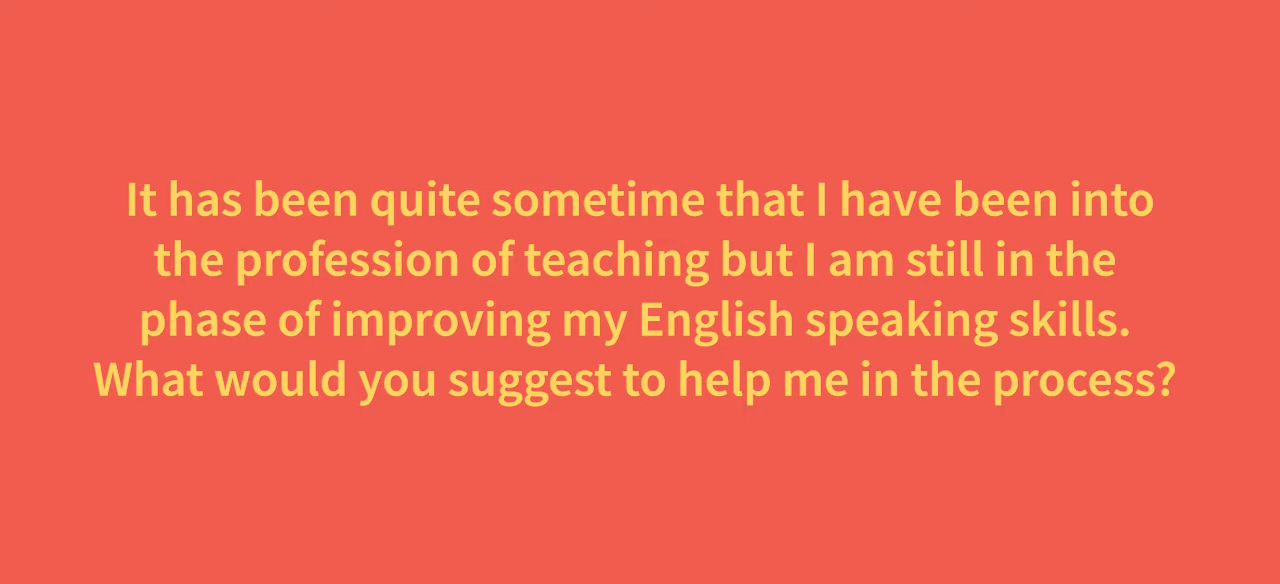 It has been quite sometime that I have been into
the profession of teaching but I am still in the
phase of improving my English speaking skills.
What would you suggest to help me in the process?